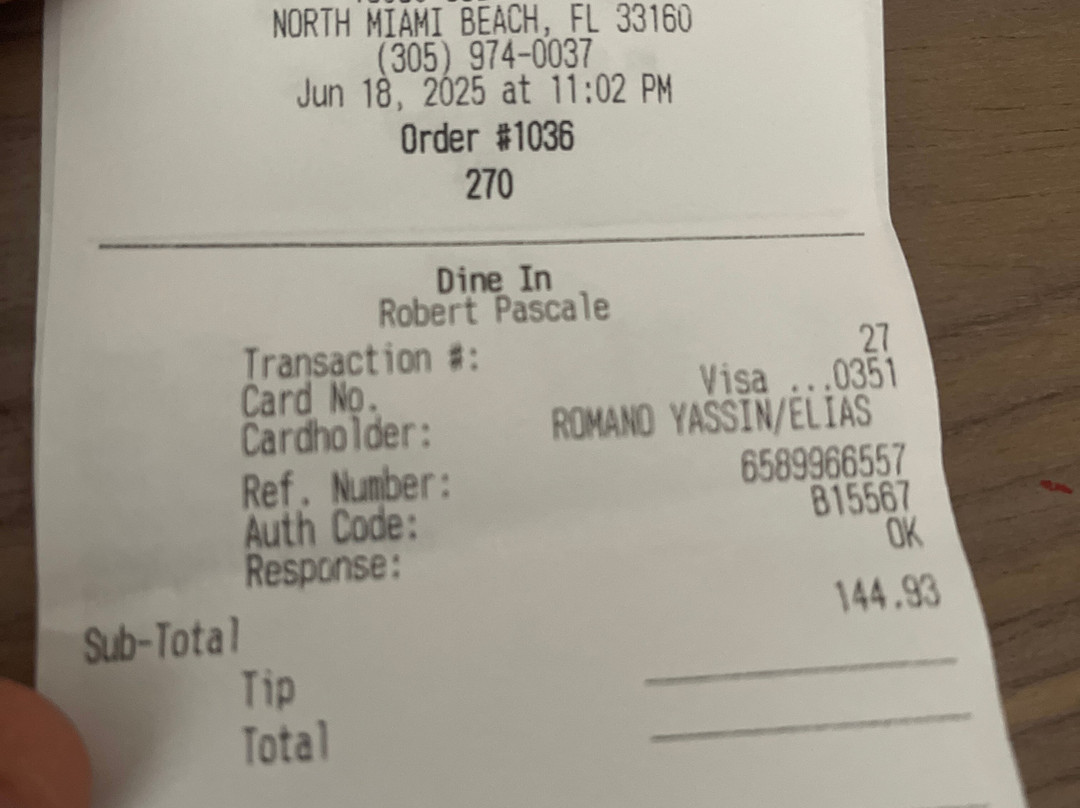 NORTH MIAMI BEACH, FL 33160
(305) 974-0037
Jun 18, 2025 at 11:02 PM
Order #1036
270
Dine In
Robert Pascale
Transaction #: 27
Card No. Visa ...0351
Cardholder: ROMANO YASSIN/ELIAS
Ref. Number: 6589966557
Auth Code: B15567
Response: OK
Sub-Total 144.93
Tip
Total